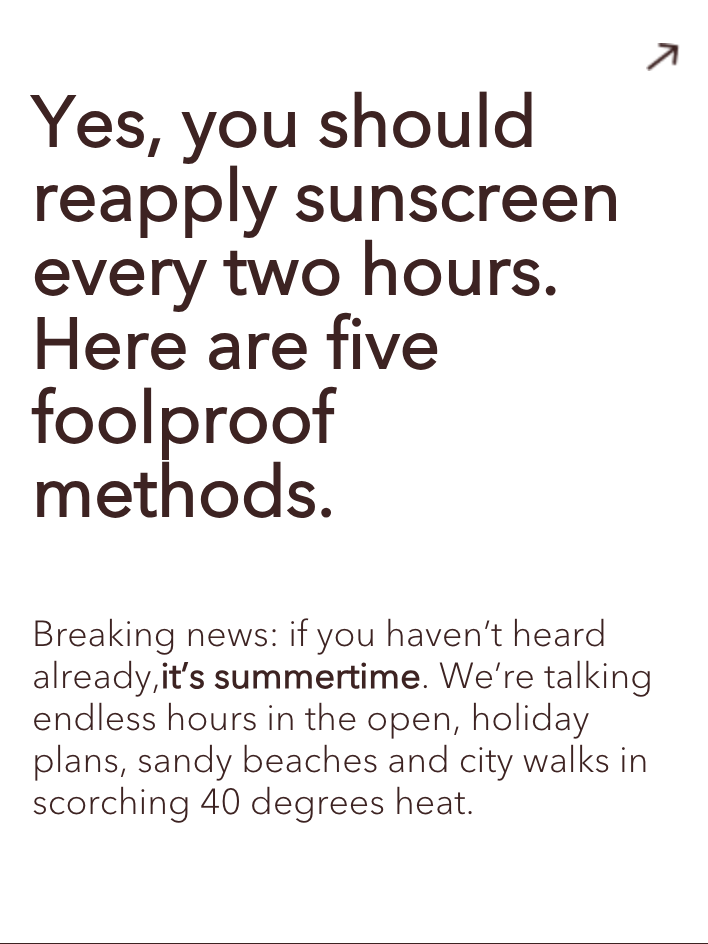 Yes, you should
reapply sunscreen
every two hours.
Here are five
foolproof
methods.
Breaking news: if you haven’t heard
already,it’s summertime. We’re talking
endless hours in the open, holiday
plans, sandy beaches and city walks in
scorching 40 degrees heat.